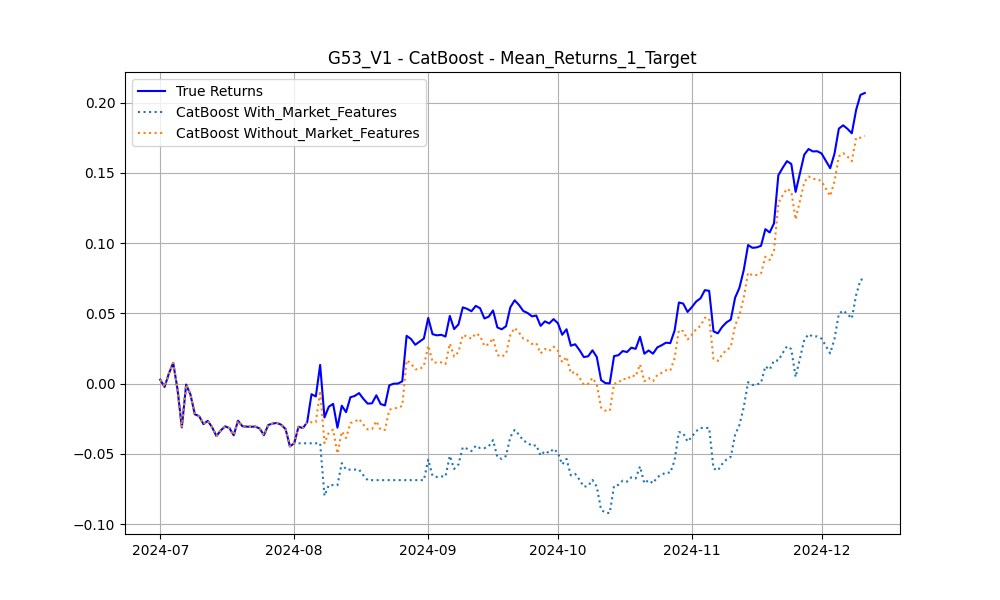 G53_V1 - CatBoost - Mean_Returns_1_Target
True Returns
CatBoost With_Market_Features
CatBoost Without_Market_Features
0.20
0.15
0.10
0.05
0.00
−0.05
−0.10
2024-07 2024-08 2024-09 2024-10 2024-11 2024-12